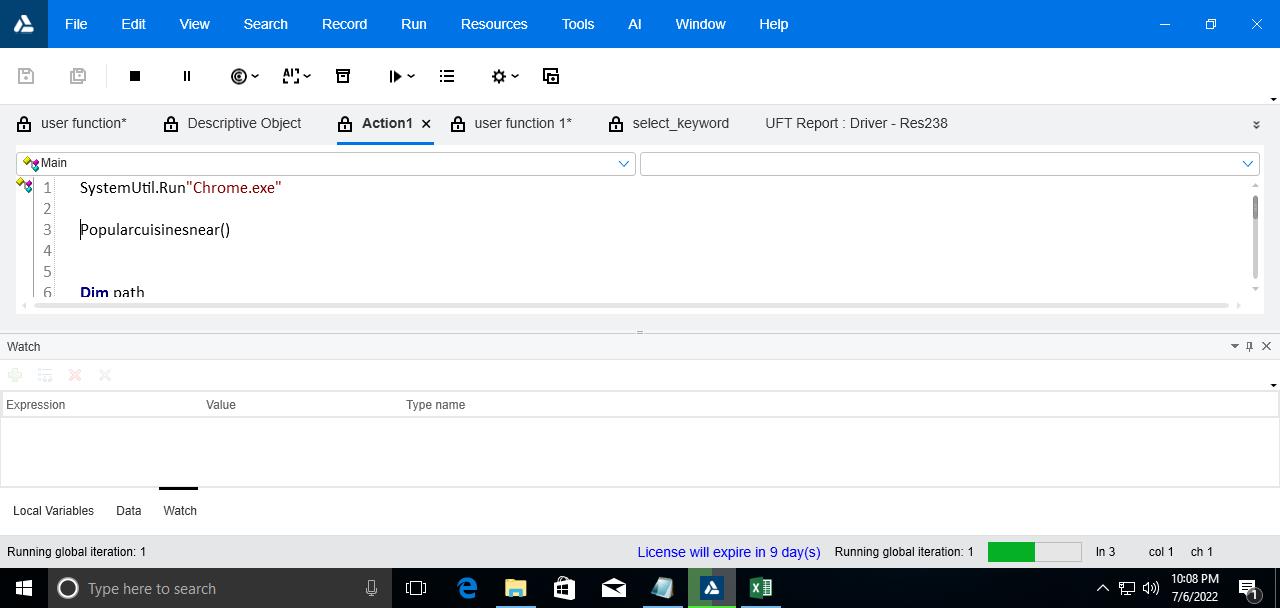 File Edit View Search Record Run Resources Tools AI Window Help
user function* Descriptive Object Action1 user function 1* select_keyword UFT Report : Driver - Res238
Main
1 SystemUtil.Run"Chrome.exe"
2
3 Popularcuisinesnear()
4
5
6 Dim path
Watch
Expression Value Type name
Local Variables Data Watch
Running global iteration: 1 License will expire in 9 day(s) Running global iteration: 1 ln 3 col 1 ch 1
Type here to search
10:08 PM
7/6/2022
1